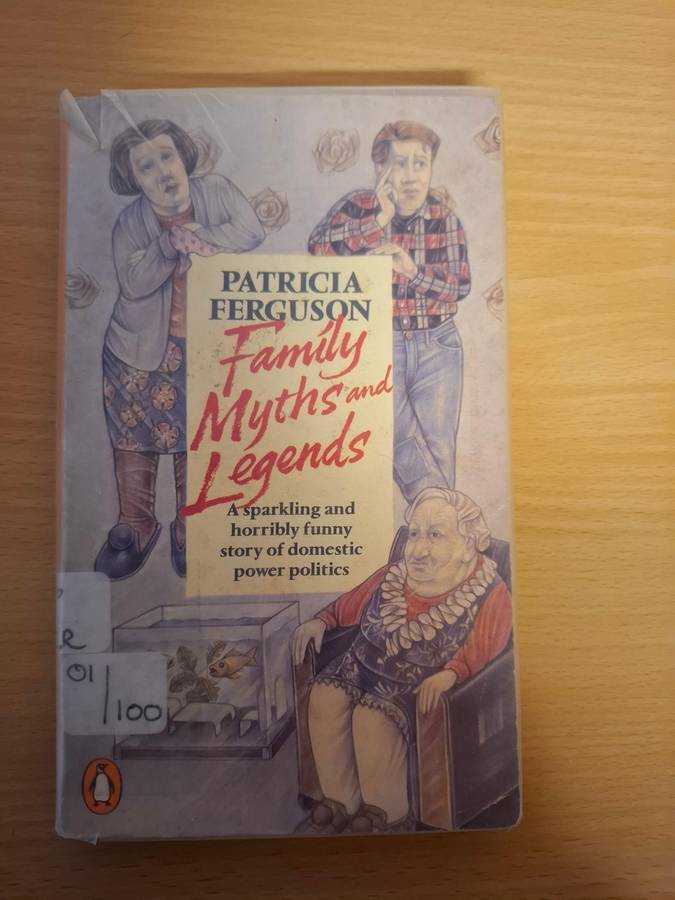 PATRICIA
FERGUSON
Family
Myths and
Legends
A sparkling and
horribly funny
story of domestic
power politics
R
01
/100